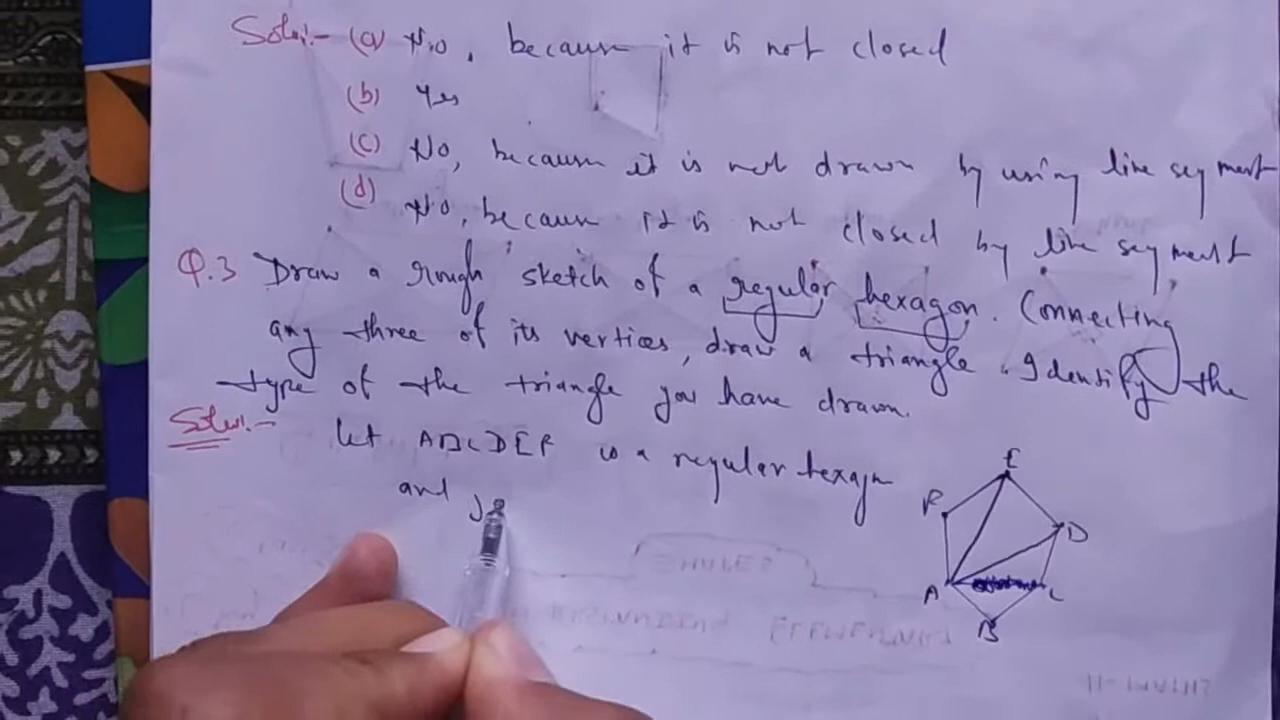 Soln:- (a) No, because it is not closed
(b) Yes
(c) No, because it is not drawn by using line segment
(d) No, because it is not closed by line segment
Q.3 Draw a rough sketch of a regular hexagon. Connecting
any three of its vertices, draw a triangle. Identify the
type of the triangle you have drawn.
Soln:- let ABCDEF is a regular hexagon
and jo
E
F
D
A
C
B